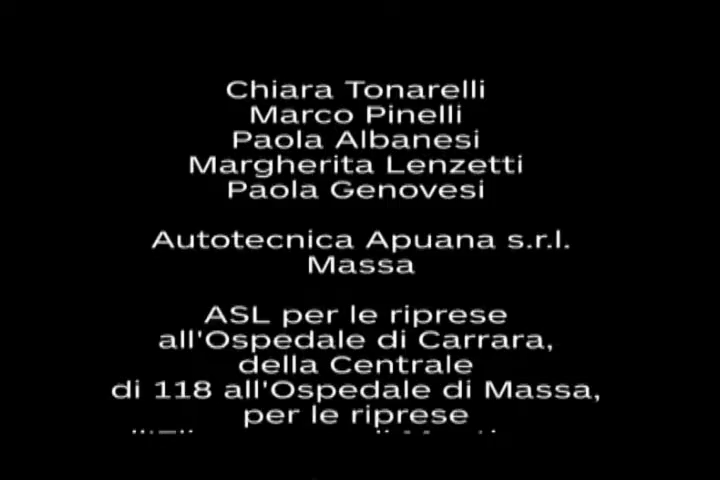 Chiara Tonarelli
Marco Pinelli
Paola Albanesi
Margherita Lenzetti
Paola Genovesi
Autotecnica Apuana s.r.l.
Massa
ASL per le riprese
all'Ospedale di Carrara,
della Centrale
di 118 all'Ospedale di Massa,
per le riprese